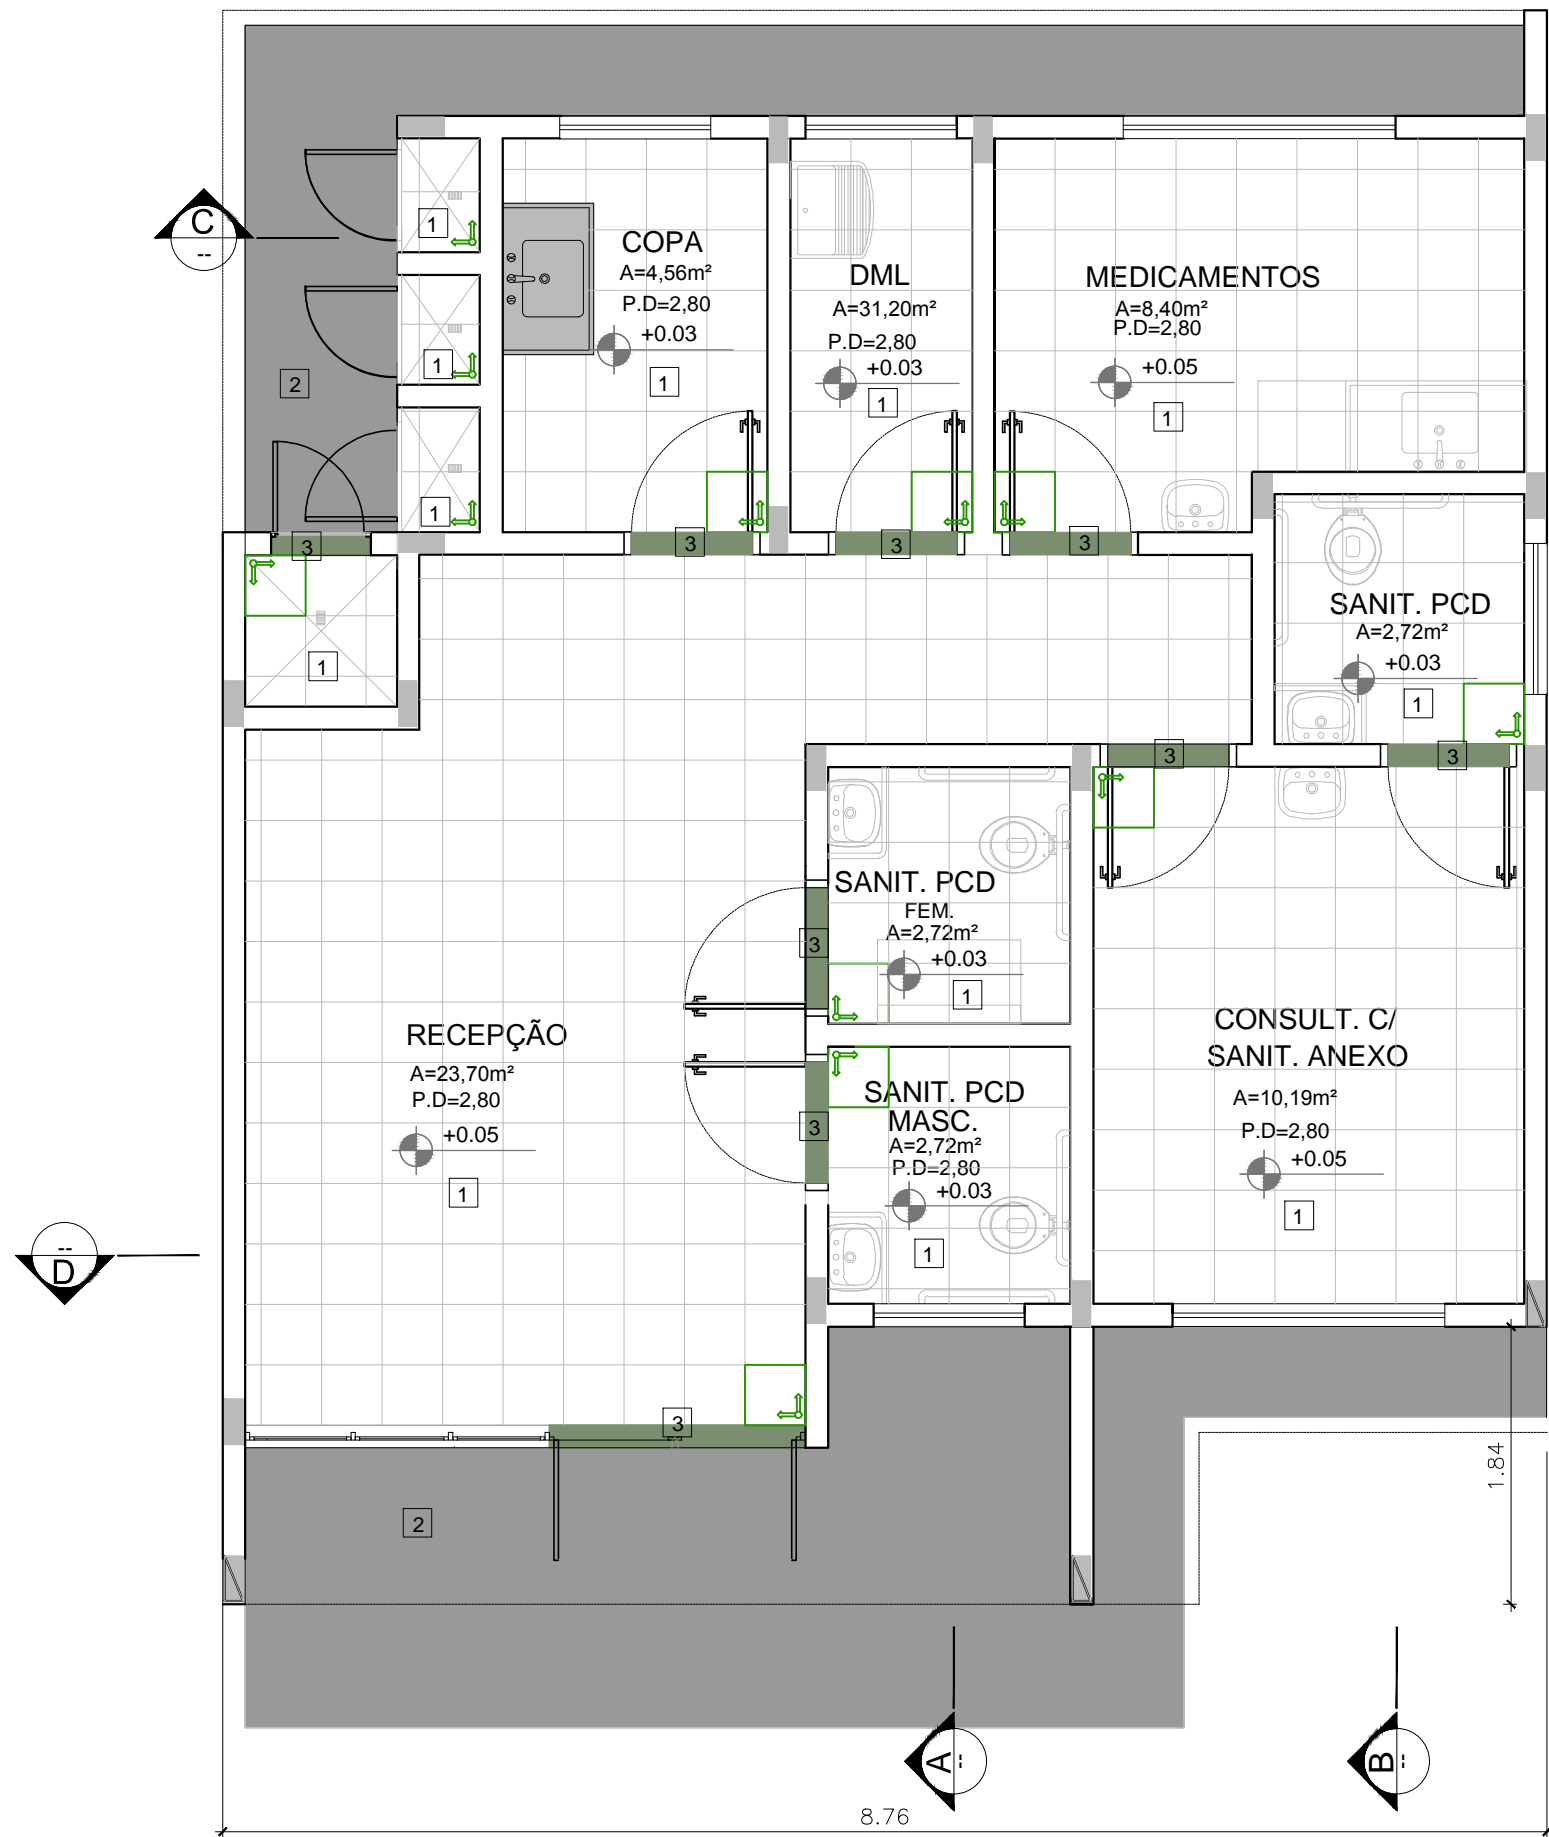 C
--
1
1
1
2
COPA
A=4,56m²
P.D=2,80
+0.03
1
DML
A=31,20m²
P.D=2,80
+0.03
1
MEDICAMENTOS
A=8,40m²
P.D=2,80
+0.05
1
3
3
3
3
1
SANIT. PCD
A=2,72m²
+0.03
1
3
3
SANIT. PCD
FEM.
A=2,72m²
+0.03
1
3
RECEPÇÃO
A=23,70m²
P.D=2,80
+0.05
1
SANIT. PCD
MASC.
A=2,72m²
P.D=2,80
+0.03
1
3
CONSULT. C/
SANIT. ANEXO
A=10,19m²
P.D=2,80
+0.05
1
--
D
3
2
1.84
A
--
B
--
8.76